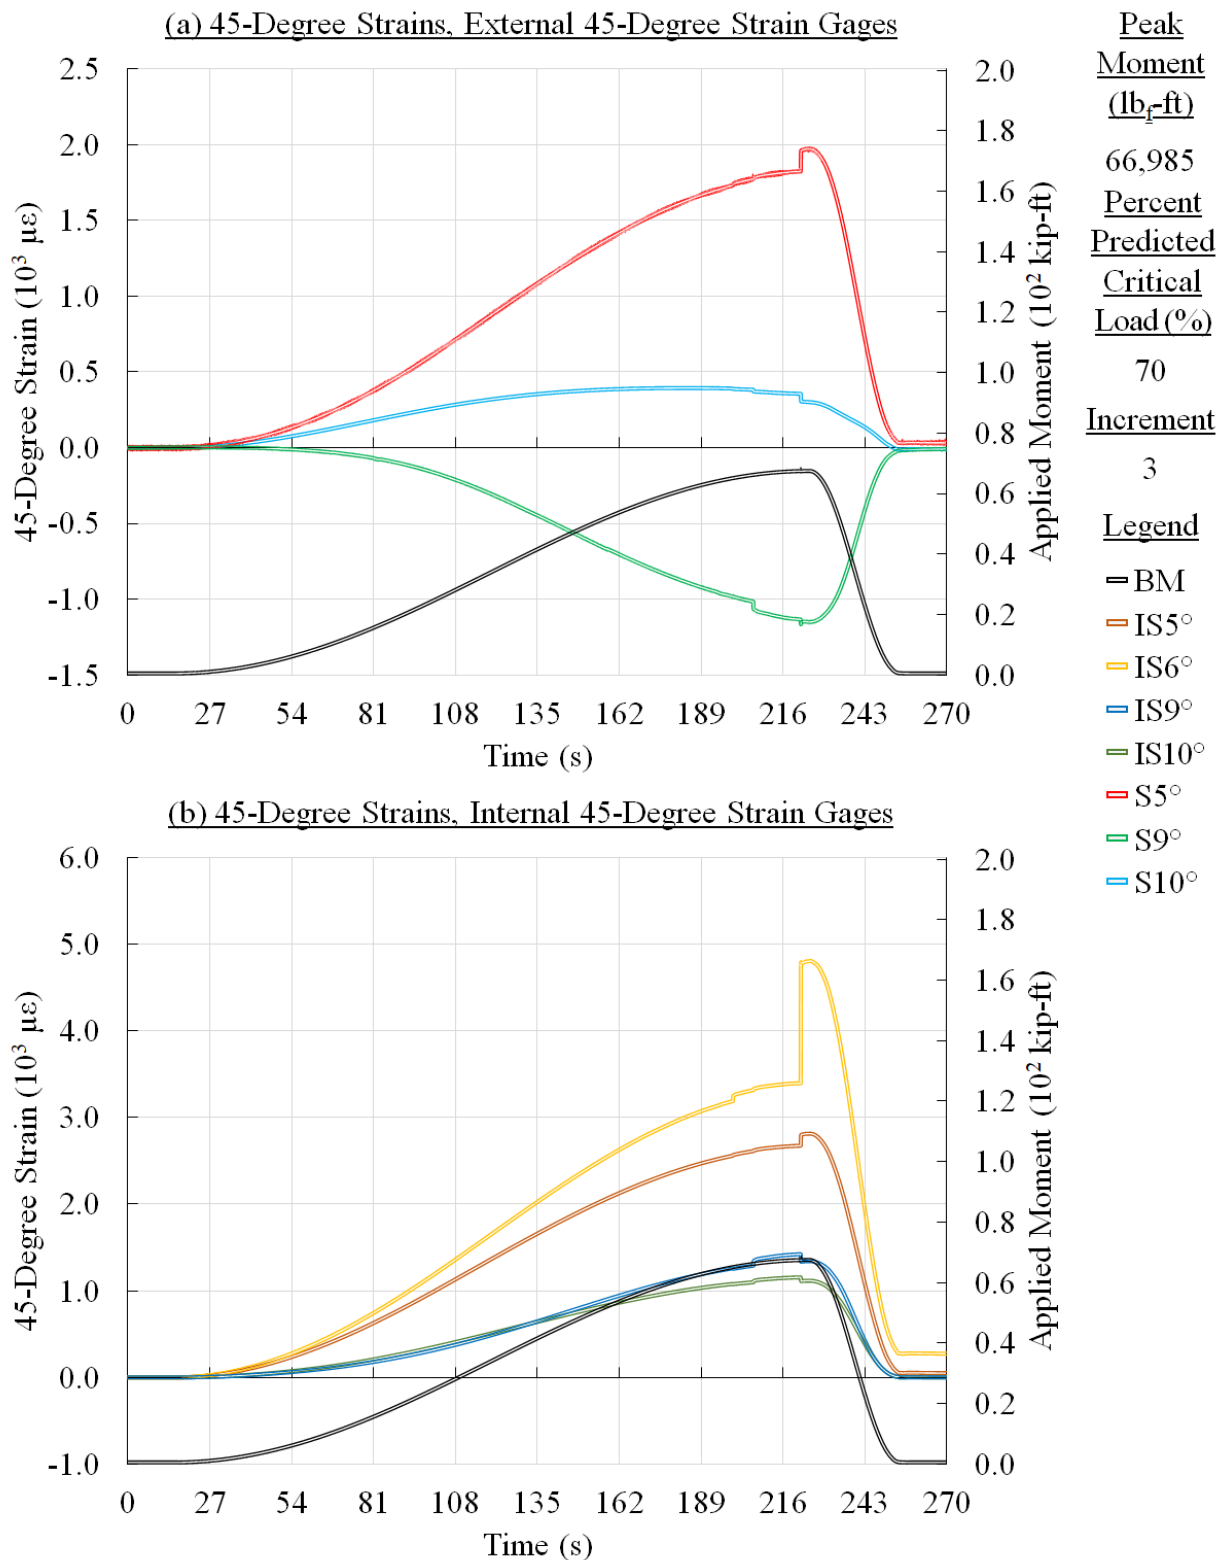 (a) 45-Degree Strains, External 45-Degree Strain Gages
2.5
2.0
1.5
1.0
0.5
0.0
-0.5
-1.0
-1.5
45-Degree Strain (10³ µε)
2.0
1.8
1.6
1.4
1.2
1.0
0.8
0.6
0.4
0.2
0.0
Applied Moment (10² kip-ft)
0 27 54 81 108 135 162 189 216 243 270
Time (s)
(b) 45-Degree Strains, Internal 45-Degree Strain Gages
6.0
5.0
4.0
3.0
2.0
1.0
0.0
-1.0
45-Degree Strain (10³ µε)
2.0
1.8
1.6
1.4
1.2
1.0
0.8
0.6
0.4
0.2
0.0
Applied Moment (10² kip-ft)
0 27 54 81 108 135 162 189 216 243 270
Time (s)
Peak
Moment
(lb_f-ft)
66,985
Percent
Predicted
Critical
Load (%)
70
Increment
3
Legend
BM
IS5°
IS6°
IS9°
IS10°
S5°
S9°
S10°